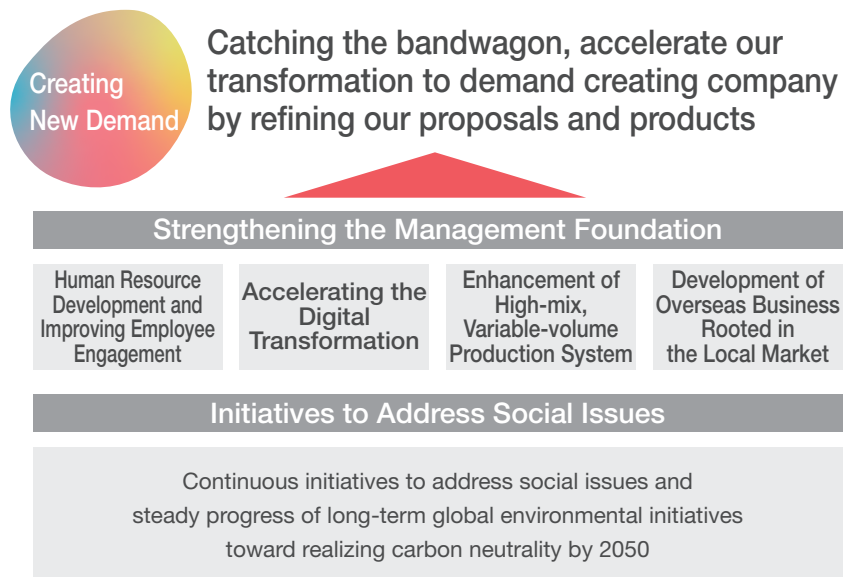 Creating
New Demand
Catching the bandwagon, accelerate our
transformation to demand creating company
by refining our proposals and products
Strengthening the Management Foundation
Human Resource
Development and
Improving Employee
Engagement
Accelerating the
Digital
Transformation
Enhancement of
High-mix,
Variable-volume
Production System
Development of
Overseas Business
Rooted in
the Local Market
Initiatives to Address Social Issues
Continuous initiatives to address social issues and
steady progress of long-term global environmental initiatives
toward realizing carbon neutrality by 2050